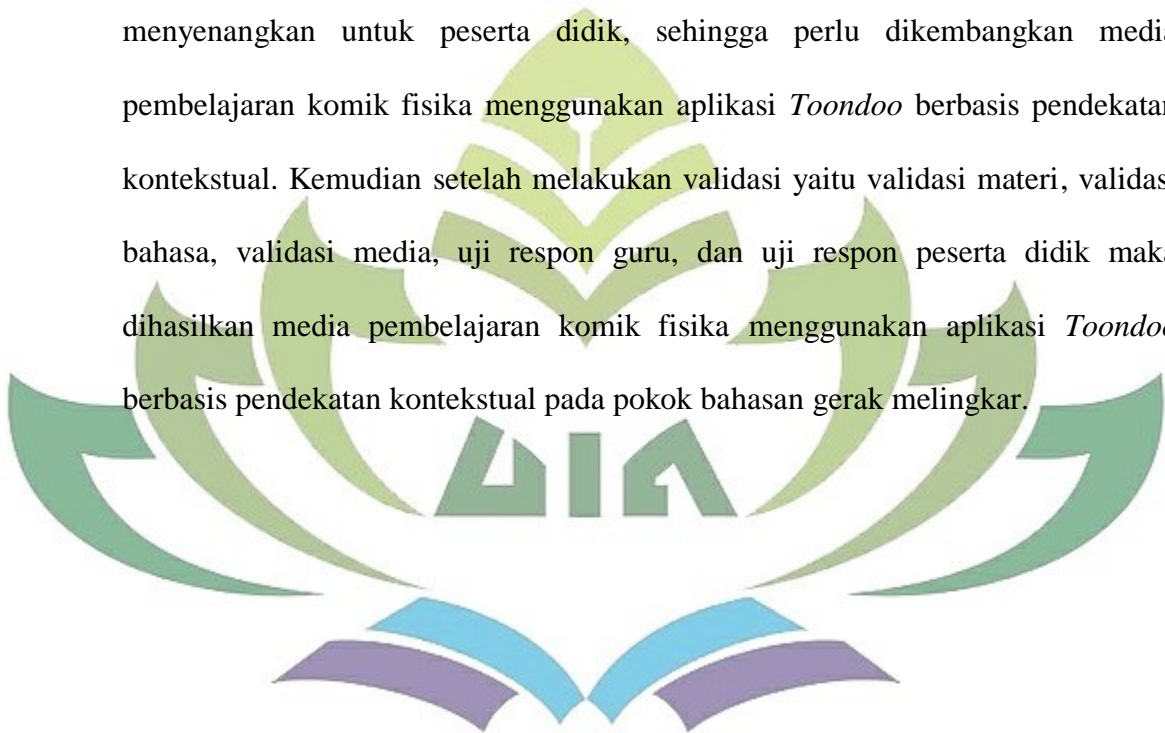 menyenangkan untuk peserta didik, sehingga perlu dikembangkan media
pembelajaran komik fisika menggunakan aplikasi Toondoo berbasis pendekatan
kontekstual. Kemudian setelah melakukan validasi yaitu validasi materi, validasi
bahasa, validasi media, uji respon guru, dan uji respon peserta didik maka
dihasilkan media pembelajaran komik fisika menggunakan aplikasi Toondoo
berbasis pendekatan kontekstual pada pokok bahasan gerak melingkar.